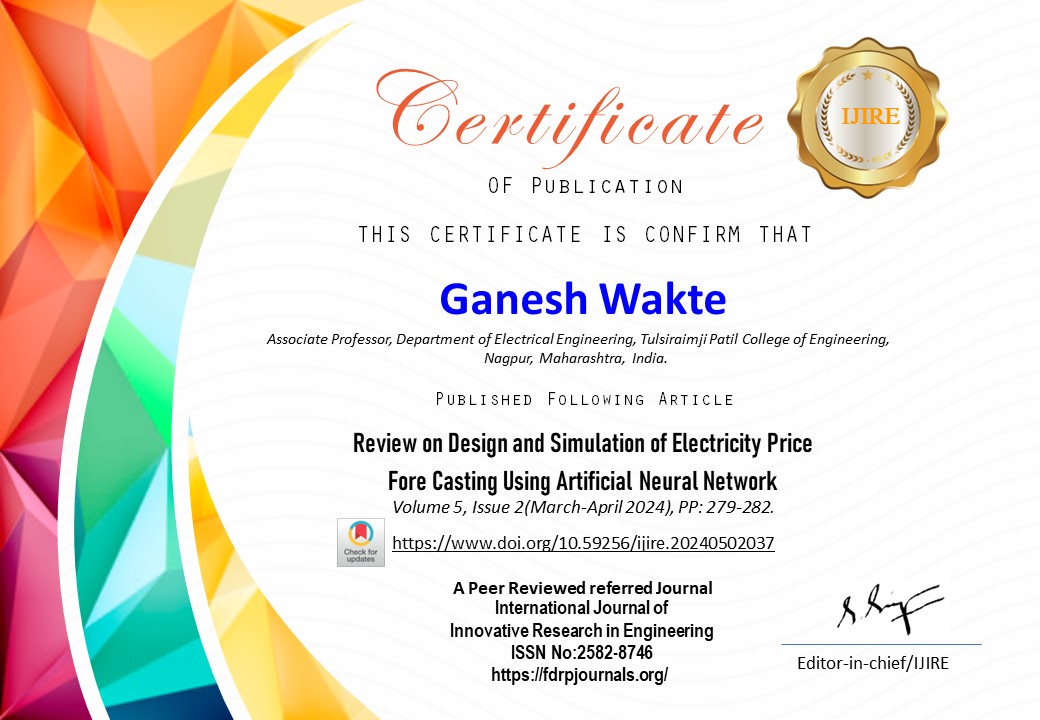 Certificate
IJIRE
OF PUBLICATION
THIS CERTIFICATE IS CONFIRM THAT
Ganesh Wakte
Associate Professor, Department of Electrical Engineering, Tulsiraimji Patil College of Engineering,
Nagpur, Maharashtra, India.
PUBLISHED FOLLOWING ARTICLE
Review on Design and Simulation of Electricity Price
Fore Casting Using Artificial Neural Network
Volume 5, Issue 2(March-April 2024), PP: 279-282.
Check for
updates
https://www.doi.org/10.59256/ijire.20240502037
A Peer Reviewed referred Journal
International Journal of
Innovative Research in Engineering
ISSN No:2582-8746
https://fdrpjournals.org/
Editor-in-chief/IJIRE